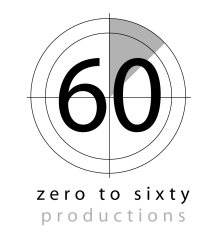 60
zero to sixty
productions